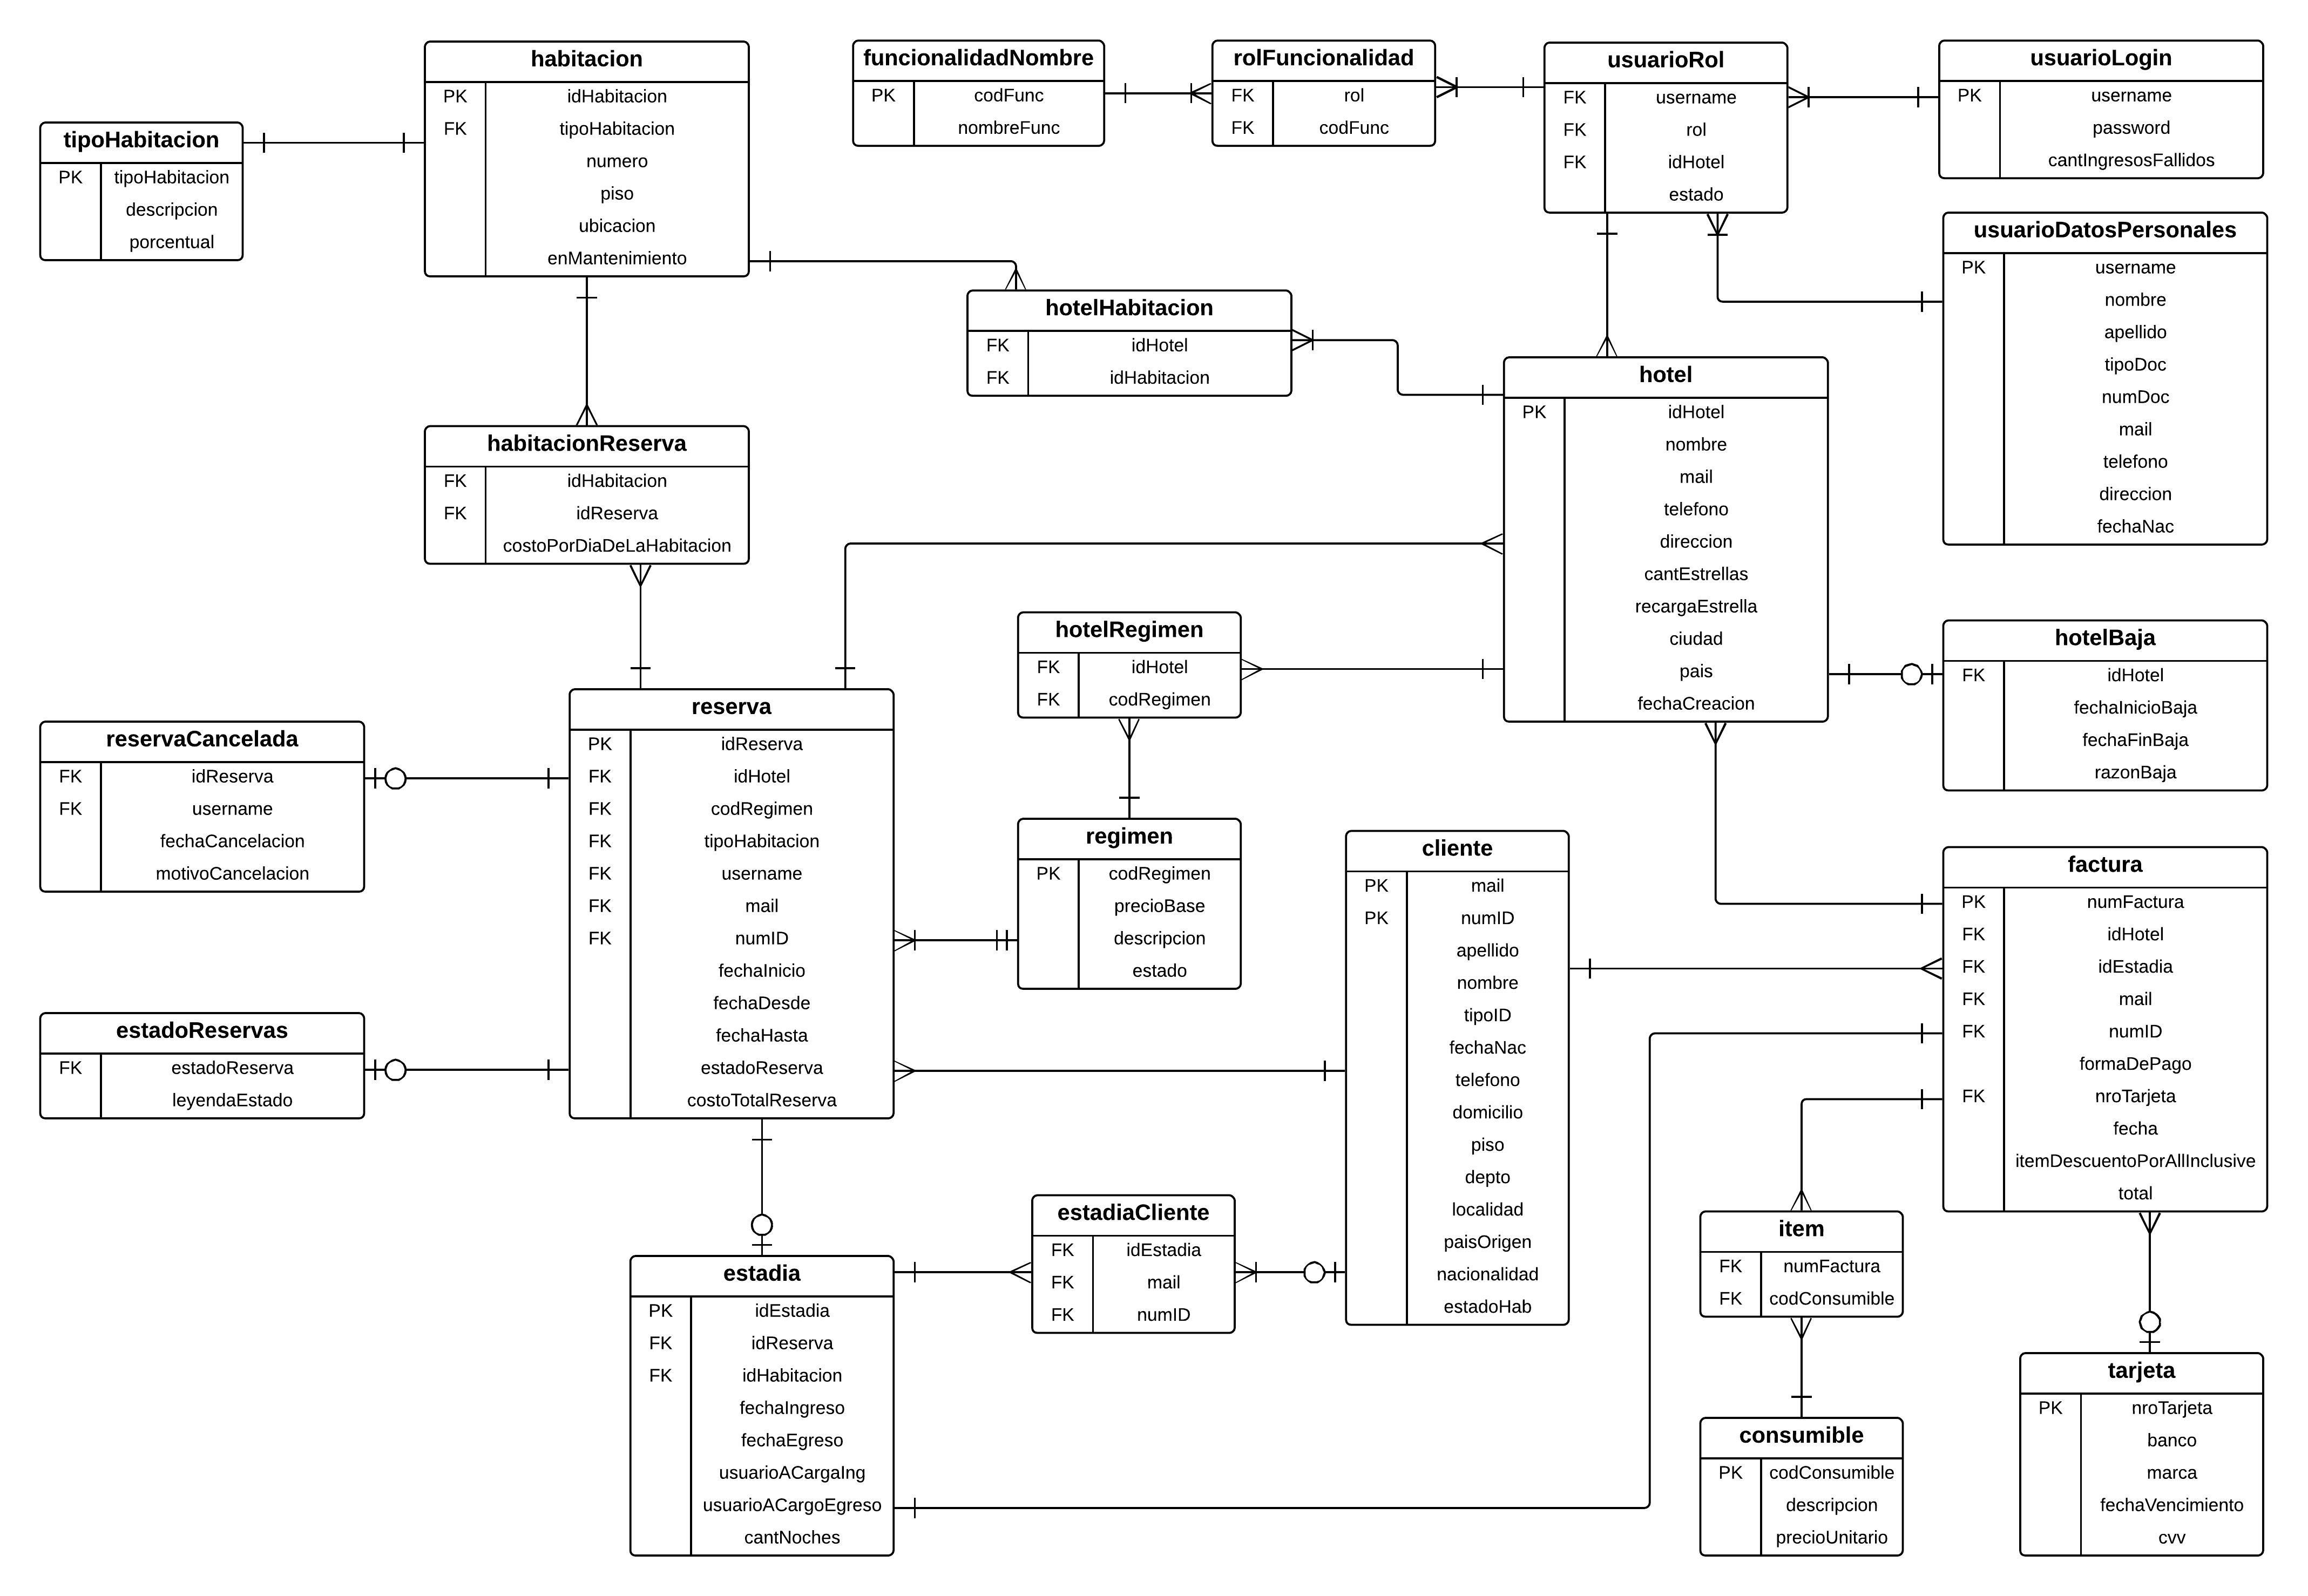 habitacion
PK idHabitacion
FK tipoHabitacion
numero
piso
ubicacion
enMantenimiento
funcionalidadNombre
PK codFunc
nombreFunc
rolFuncionalidad
FK rol
FK codFunc
usuarioRol
FK username
FK rol
FK idHotel
estado
usuarioLogin
PK username
password
cantIngresosFallidos
tipoHabitacion
PK tipoHabitacion
descripcion
porcentual
usuarioDatosPersonales
PK username
nombre
apellido
tipoDoc
numDoc
mail
telefono
direccion
fechaNac
hotelHabitacion
FK idHotel
FK idHabitacion
hotel
PK idHotel
nombre
mail
telefono
direccion
cantEstrellas
recargaEstrella
ciudad
pais
fechaCreacion
habitacionReserva
FK idHabitacion
FK idReserva
costoPorDiaDeLaHabitacion
hotelRegimen
FK idHotel
FK codRegimen
hotelBaja
FK idHotel
fechaInicioBaja
fechaFinBaja
razonBaja
reserva
PK idReserva
FK idHotel
FK codRegimen
FK tipoHabitacion
FK username
FK mail
FK numID
fechaInicio
fechaDesde
fechaHasta
estadoReserva
costoTotalReserva
reservaCancelada
FK idReserva
FK username
fechaCancelacion
motivoCancelacion
regimen
PK codRegimen
precioBase
descripcion
estado
cliente
PK mail
PK numID
apellido
nombre
tipoID
fechaNac
telefono
domicilio
piso
depto
localidad
paisOrigen
nacionalidad
estadoHab
factura
PK numFactura
FK idHotel
FK idEstadia
FK mail
FK numID
formaDePago
FK nroTarjeta
fecha
itemDescuentoPorAllInclusive
total
estadoReservas
FK estadoReserva
leyendaEstado
estadiaCliente
FK idEstadia
FK mail
FK numID
item
FK numFactura
FK codConsumible
estadia
PK idEstadia
FK idReserva
FK idHabitacion
fechaIngreso
fechaEgreso
usuarioACargaIng
usuarioACargoEgreso
cantNoches
tarjeta
PK nroTarjeta
banco
marca
fechaVencimiento
cvv
consumible
PK codConsumible
descripcion
precioUnitario